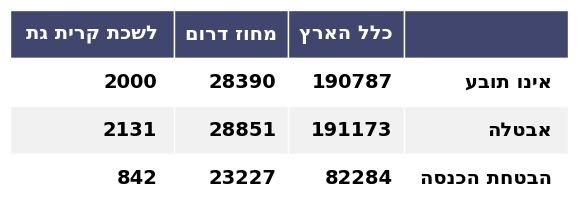 כלל הארץ מחוז דרום לשכת קרית גת
אינו תובע 190787 28390 2000
אבטלה 191173 28851 2131
הבטחת הכנסה 82284 23227 842